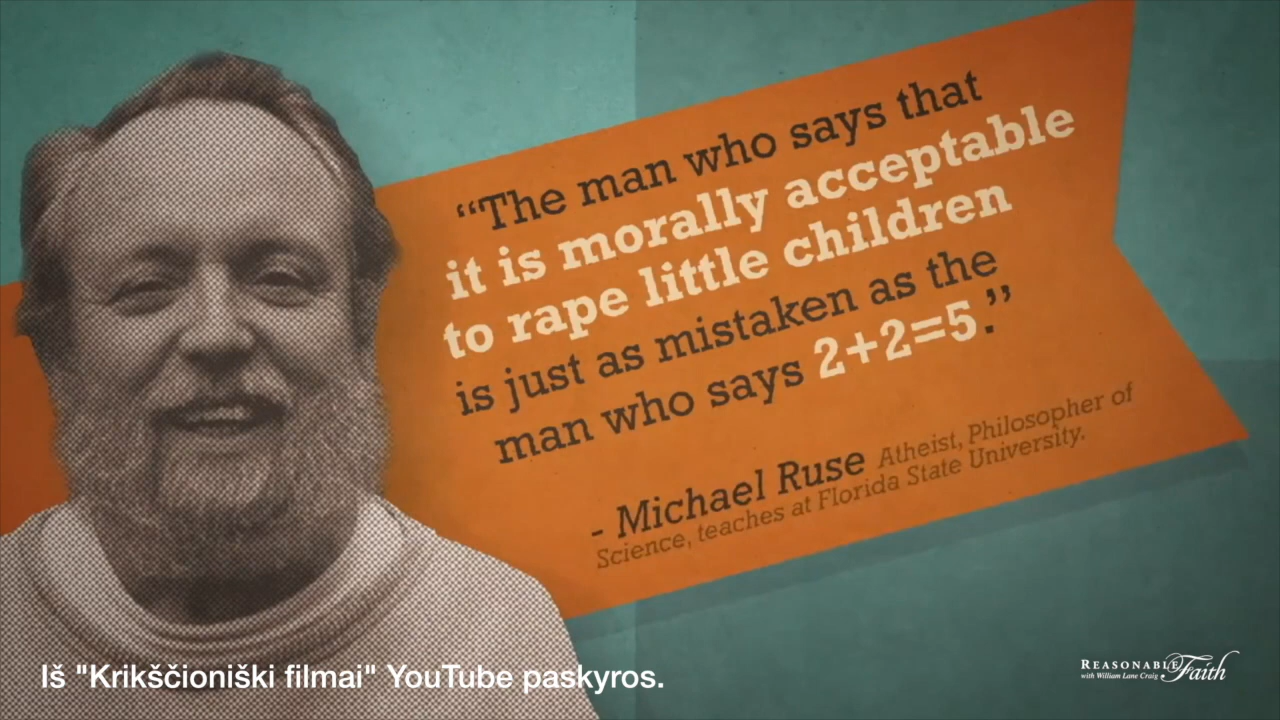 “The man who says that
it is morally acceptable
to rape little children
is just as mistaken as the
man who says 2+2=5.”
- Michael Ruse Atheist, Philosopher of
Science, teaches at Florida State University.
Iš "Krikščioniški filmai" YouTube paskyros.
REASONABLE Faith
with William Lane Craig